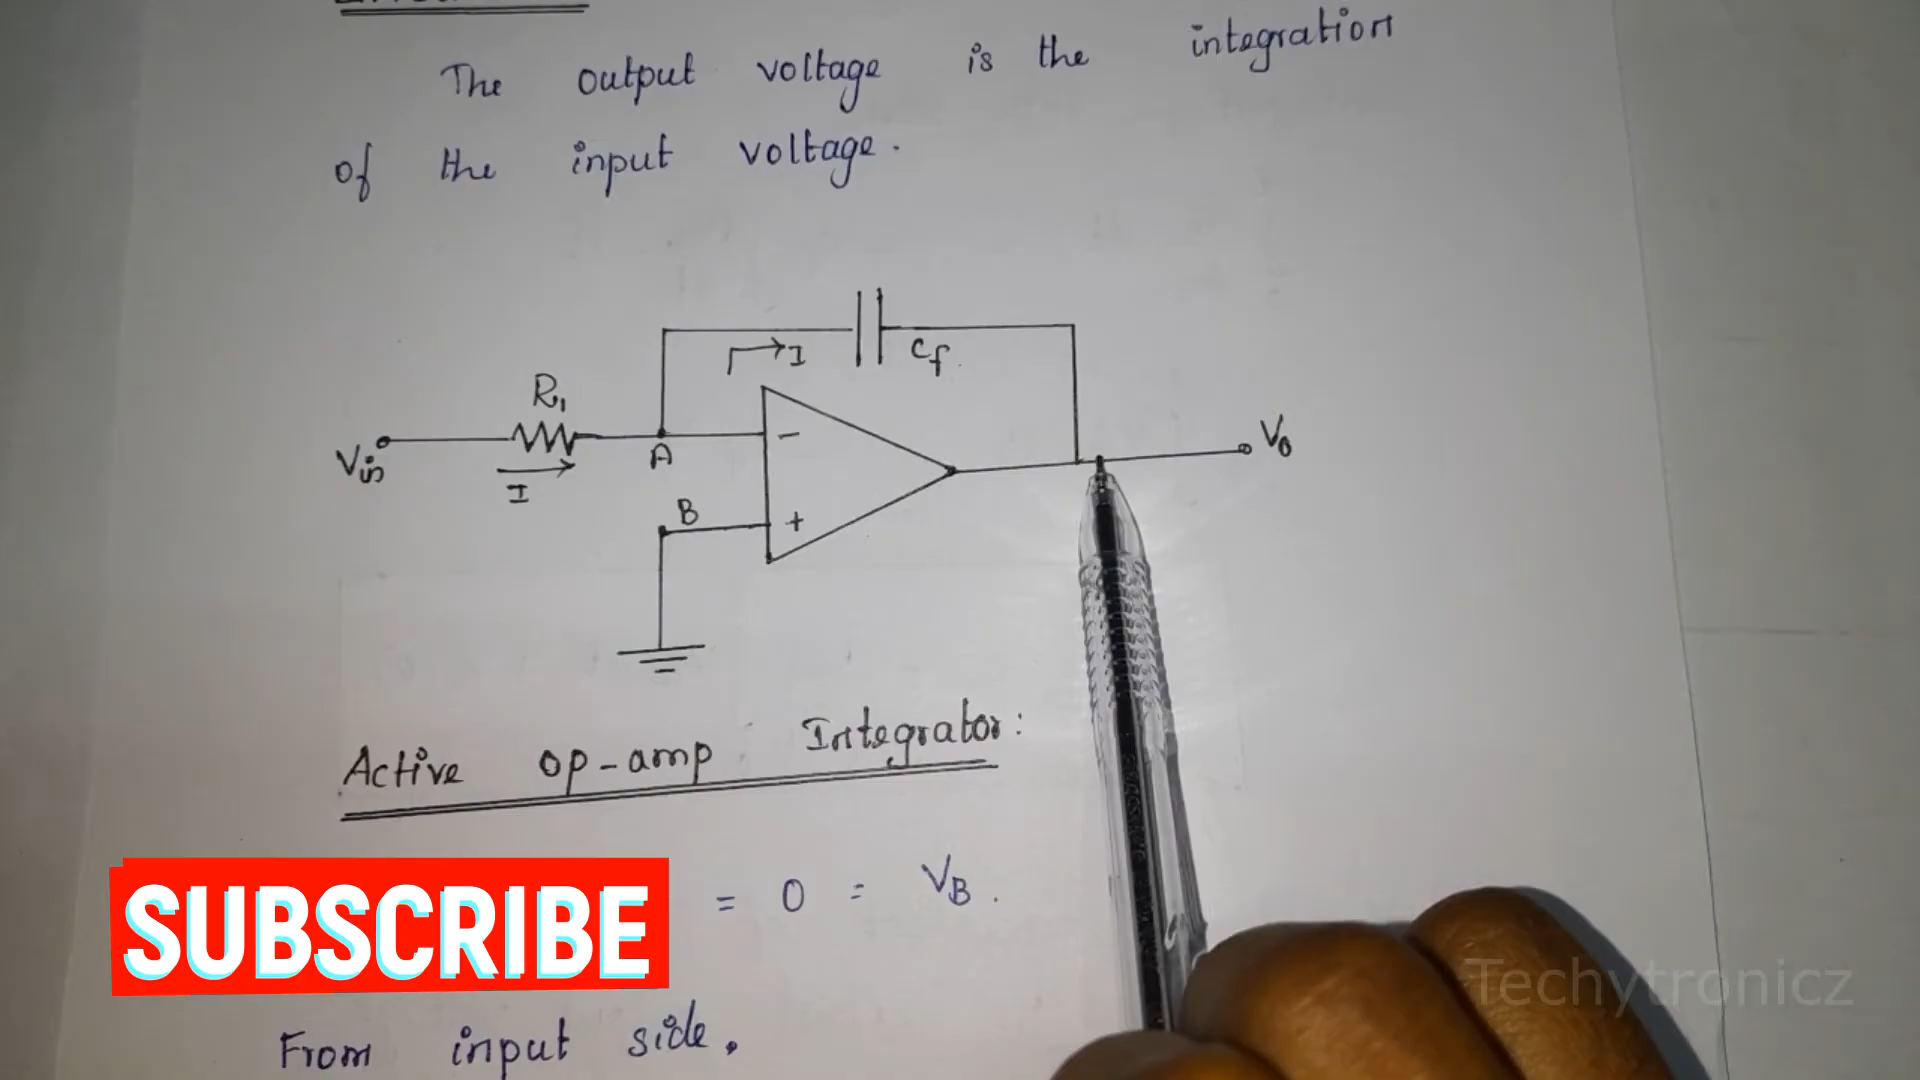 The output voltage is the integration
of the input voltage.
I
Cf
R1
Vin
A
I
-
B
+
V0
Active op-amp Integrator:
= 0 = VB.
SUBSCRIBE
Techytronicz
From input side.